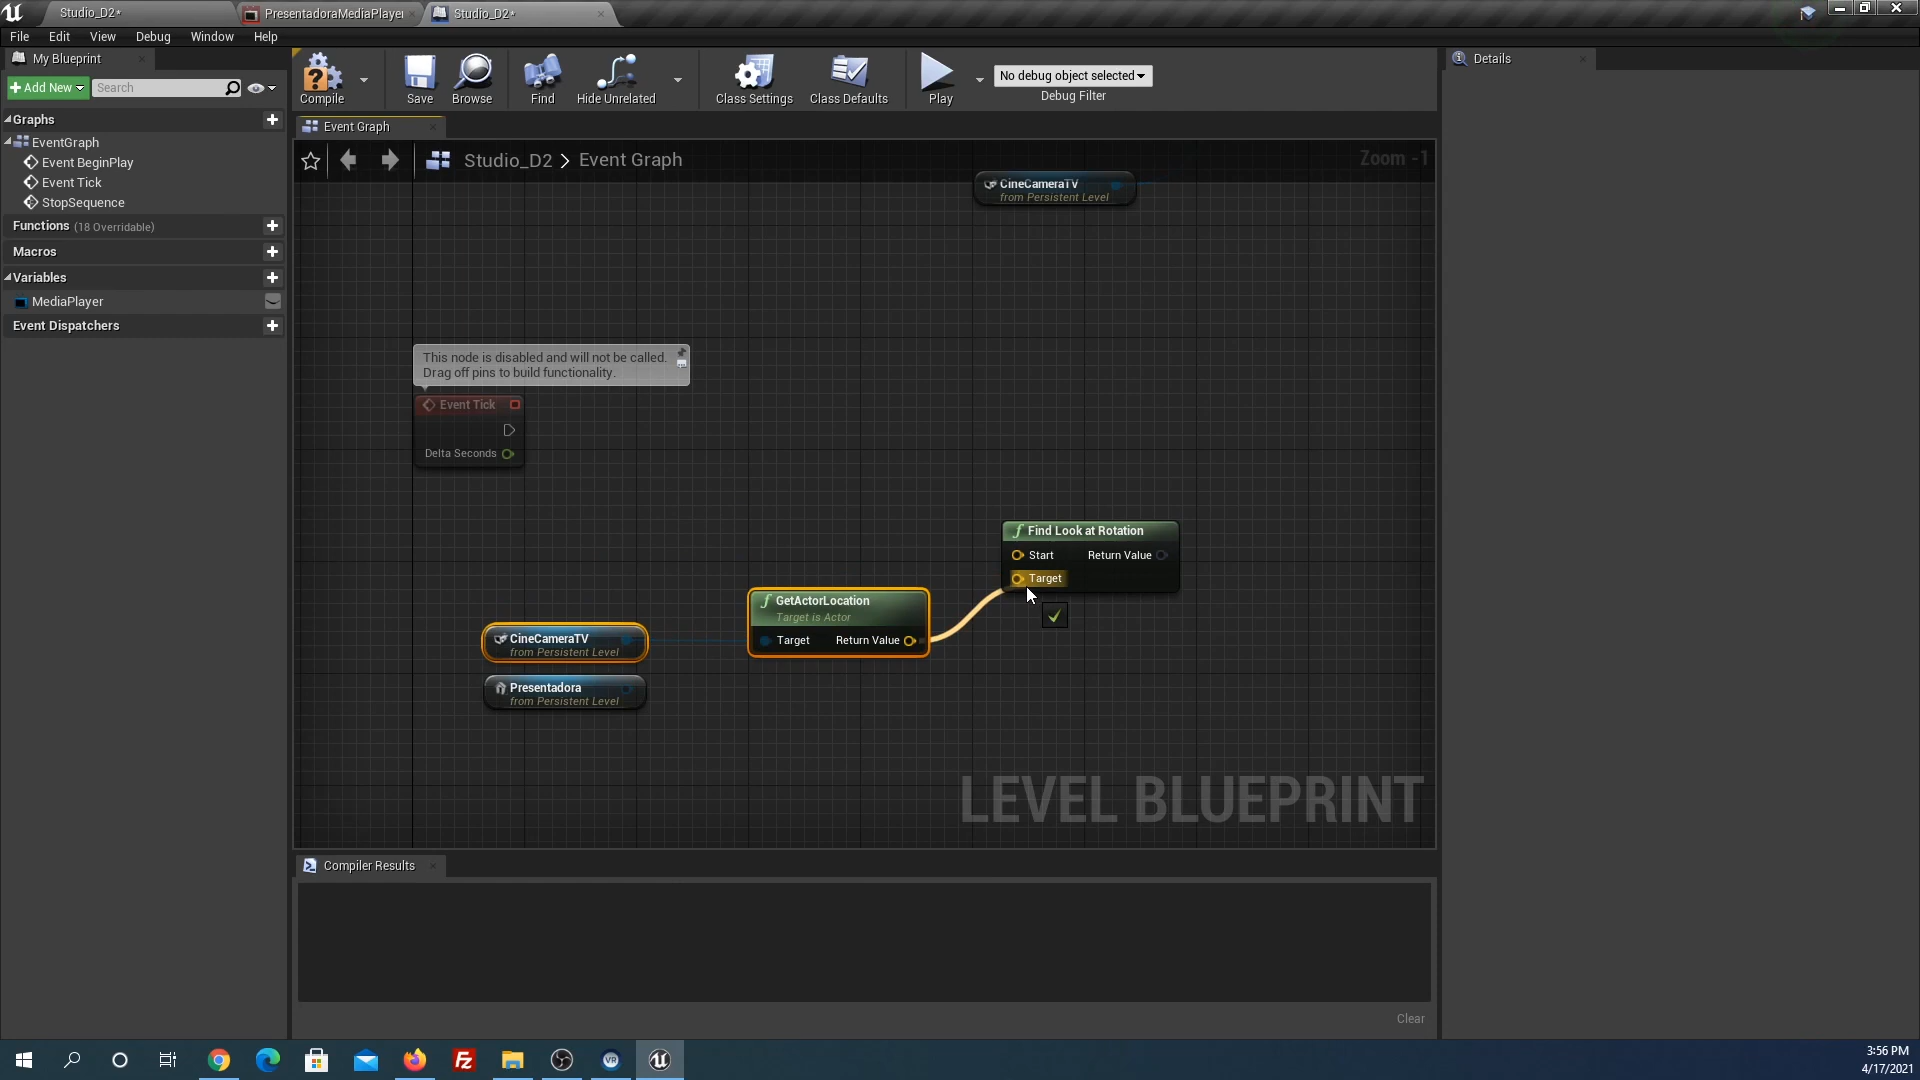 Studio_D2*
PresentadoraMediaPlayer
Studio_D2*
File Edit View Debug Window Help
My Blueprint
Add New
Search
Graphs
EventGraph
Event BeginPlay
Event Tick
StopSequence
Functions (18 Overridable)
Macros
Variables
MediaPlayer
Event Dispatchers
Compile
Save
Browse
Find
Hide Unrelated
Class Settings
Class Defaults
Play
No debug object selected
Debug Filter
Details
Event Graph
Studio_D2 > Event Graph
Zoom -1
CineCameraTV
from Persistent Level
This node is disabled and will not be called.
Drag off pins to build functionality.
Event Tick
Delta Seconds
Find Look at Rotation
Start Return Value
Target
GetActorLocation
Target is Actor
Target Return Value
CineCameraTV
from Persistent Level
Presentadora
from Persistent Level
LEVEL BLUEPRINT
Compiler Results
Clear
VR
3:56 PM
4/17/2021